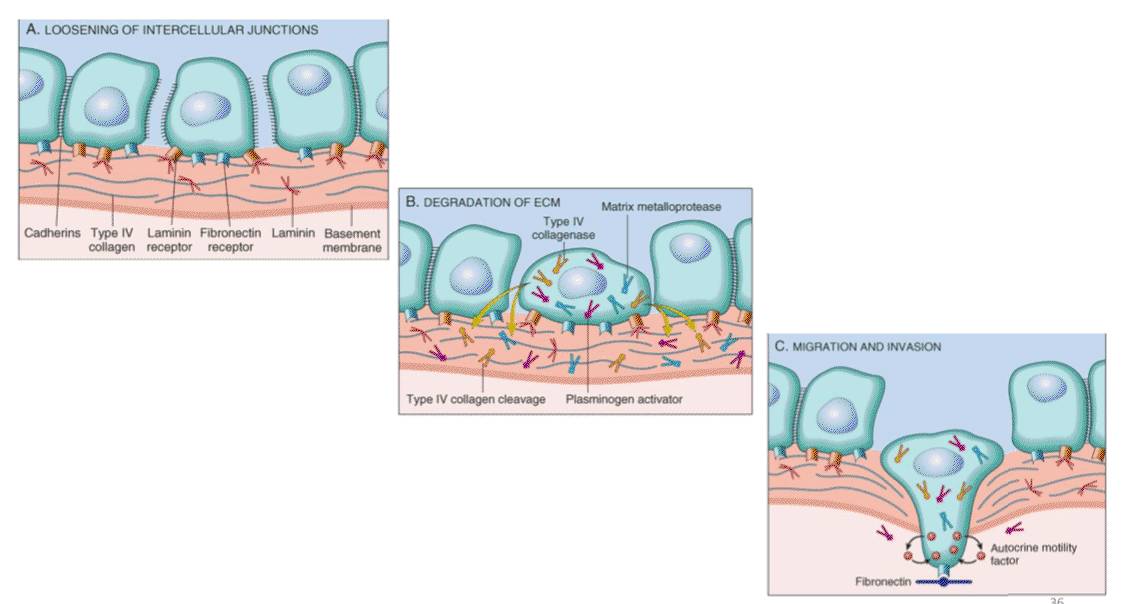 A. LOOSENING OF INTERCELLULAR JUNCTIONS
Cadherins
Type IV
collagen
Laminin
receptor
Fibronectin
receptor
Laminin
Basement
membrane
B. DEGRADATION OF ECM
Matrix metalloprotease
Type IV
collagenase
Type IV collagen cleavage
Plasminogen activator
C. MIGRATION AND INVASION
Autocrine motility
factor
Fibronectin
36